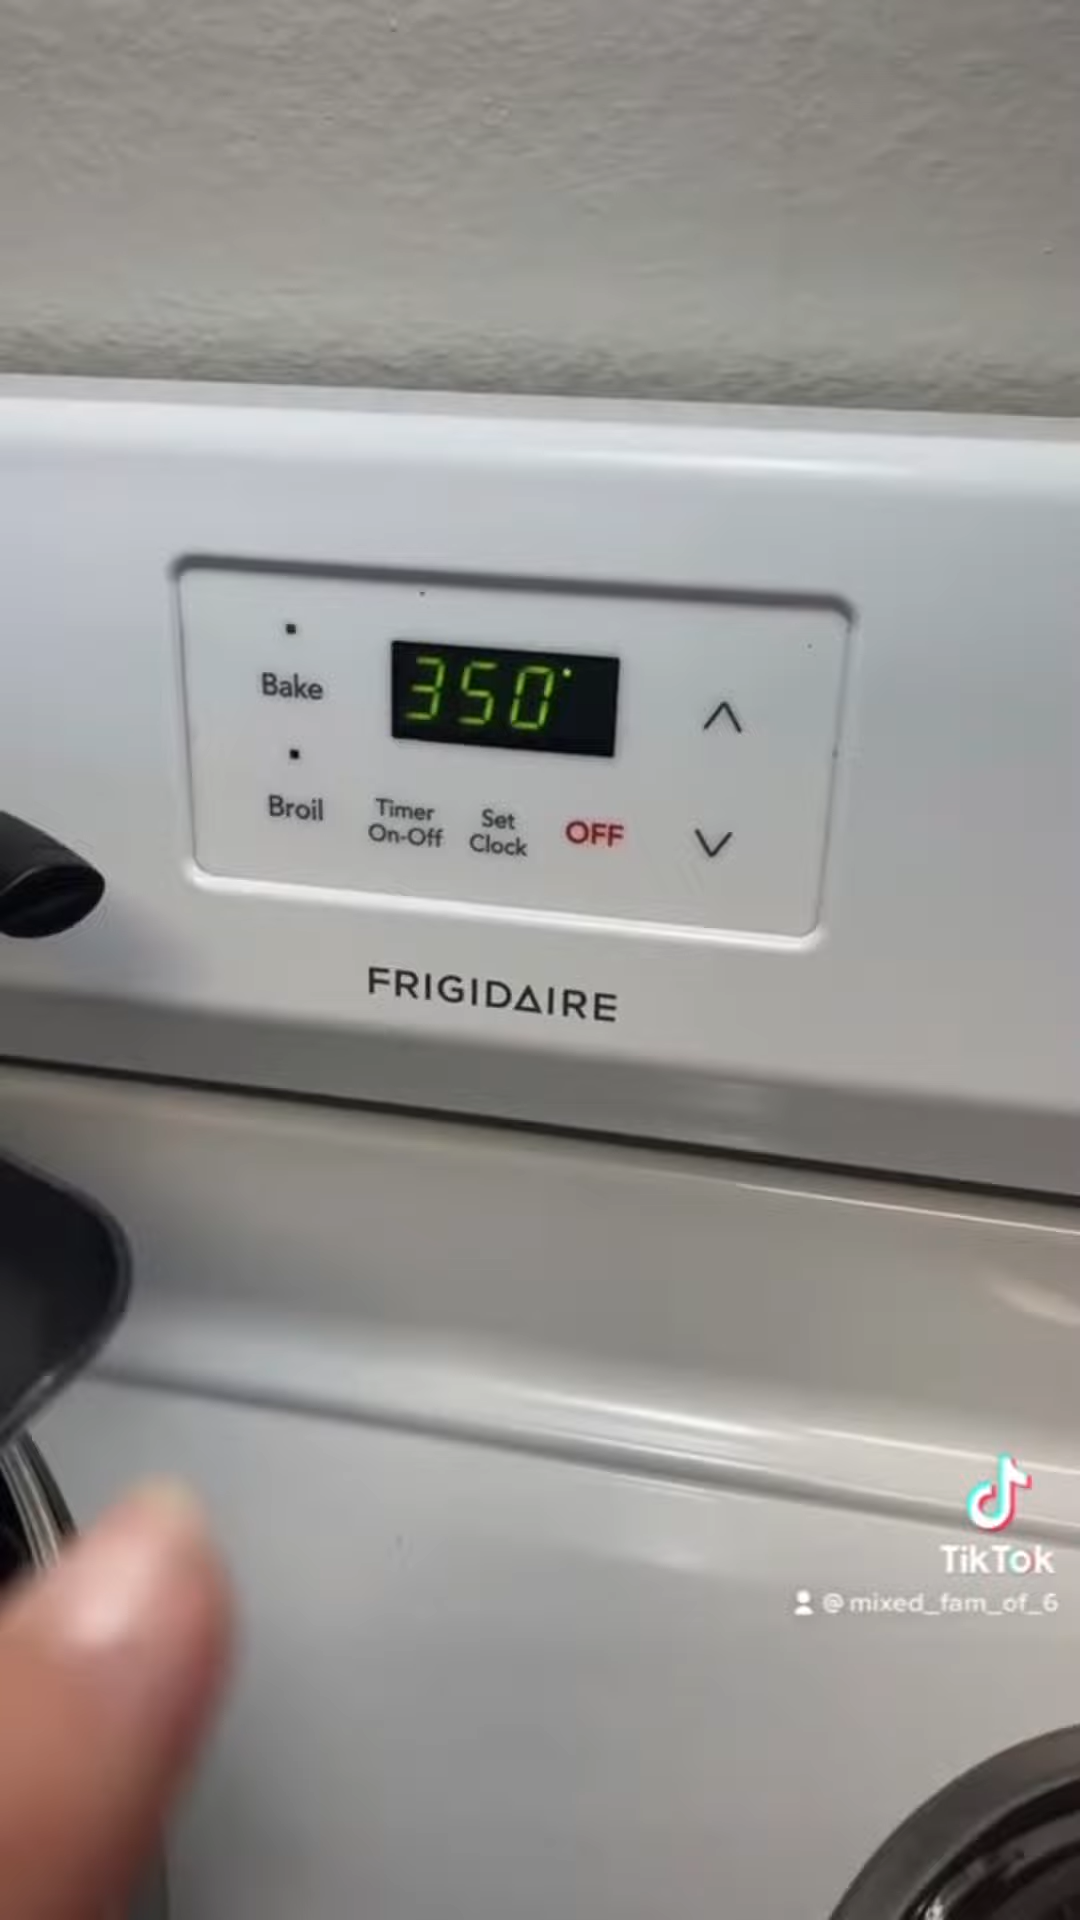 Bake
350°
Broil
Timer
On-Off
Set
Clock
OFF
FRIGIDAIRE
TikTok
@mixed_fam_of_6